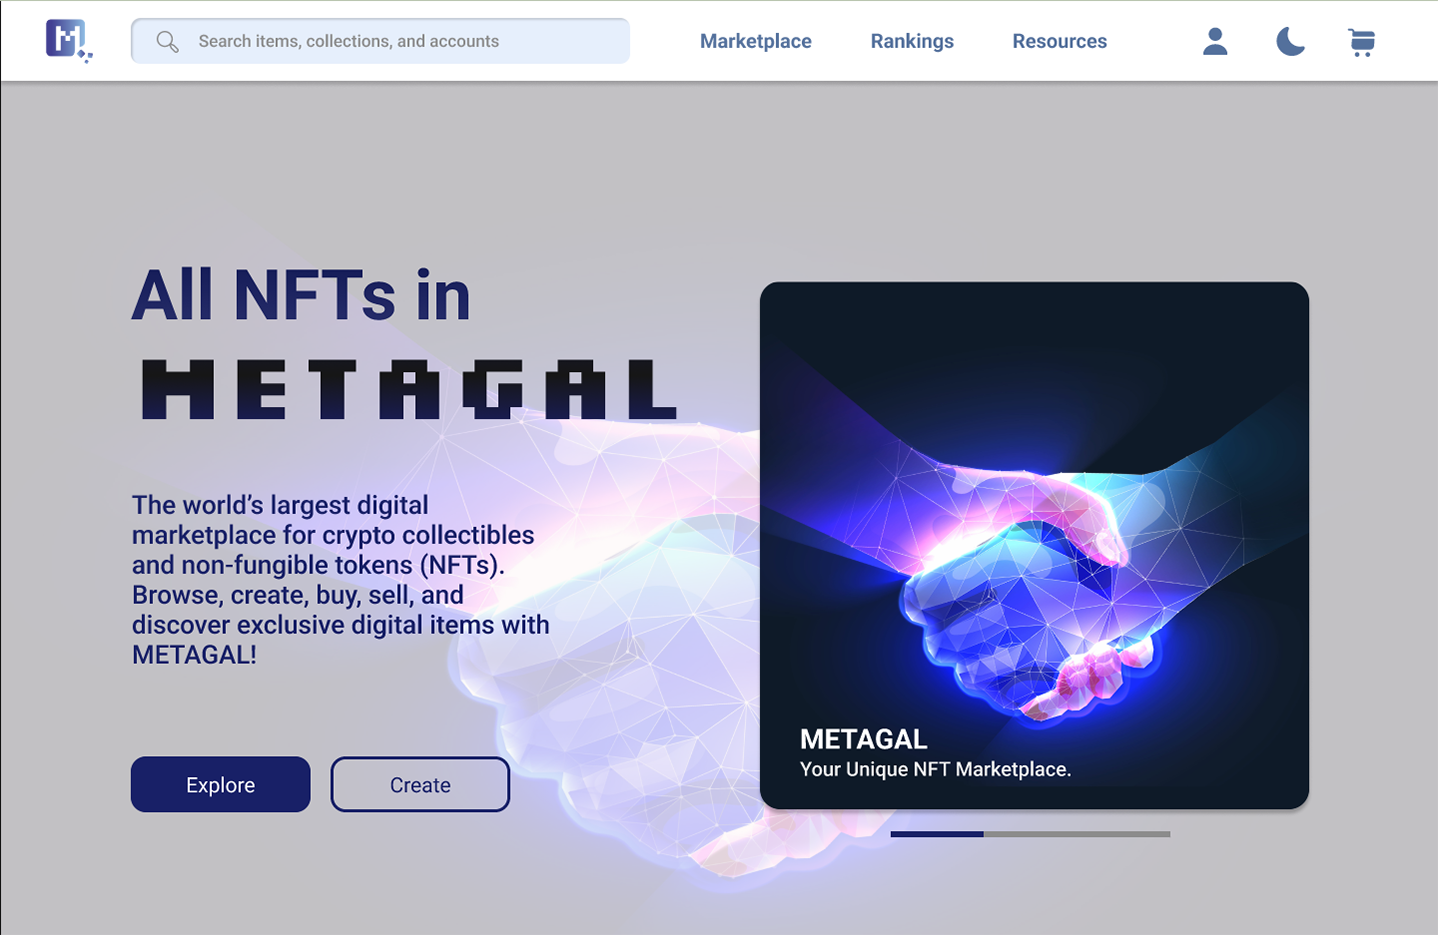 M
Search items, collections, and accounts
Marketplace
Rankings
Resources
All NFTs in
METAGAL
The world’s largest digital
marketplace for crypto collectibles
and non-fungible tokens (NFTs).
Browse, create, buy, sell, and
discover exclusive digital items with
METAGAL!
Explore
Create
METAGAL
Your Unique NFT Marketplace.